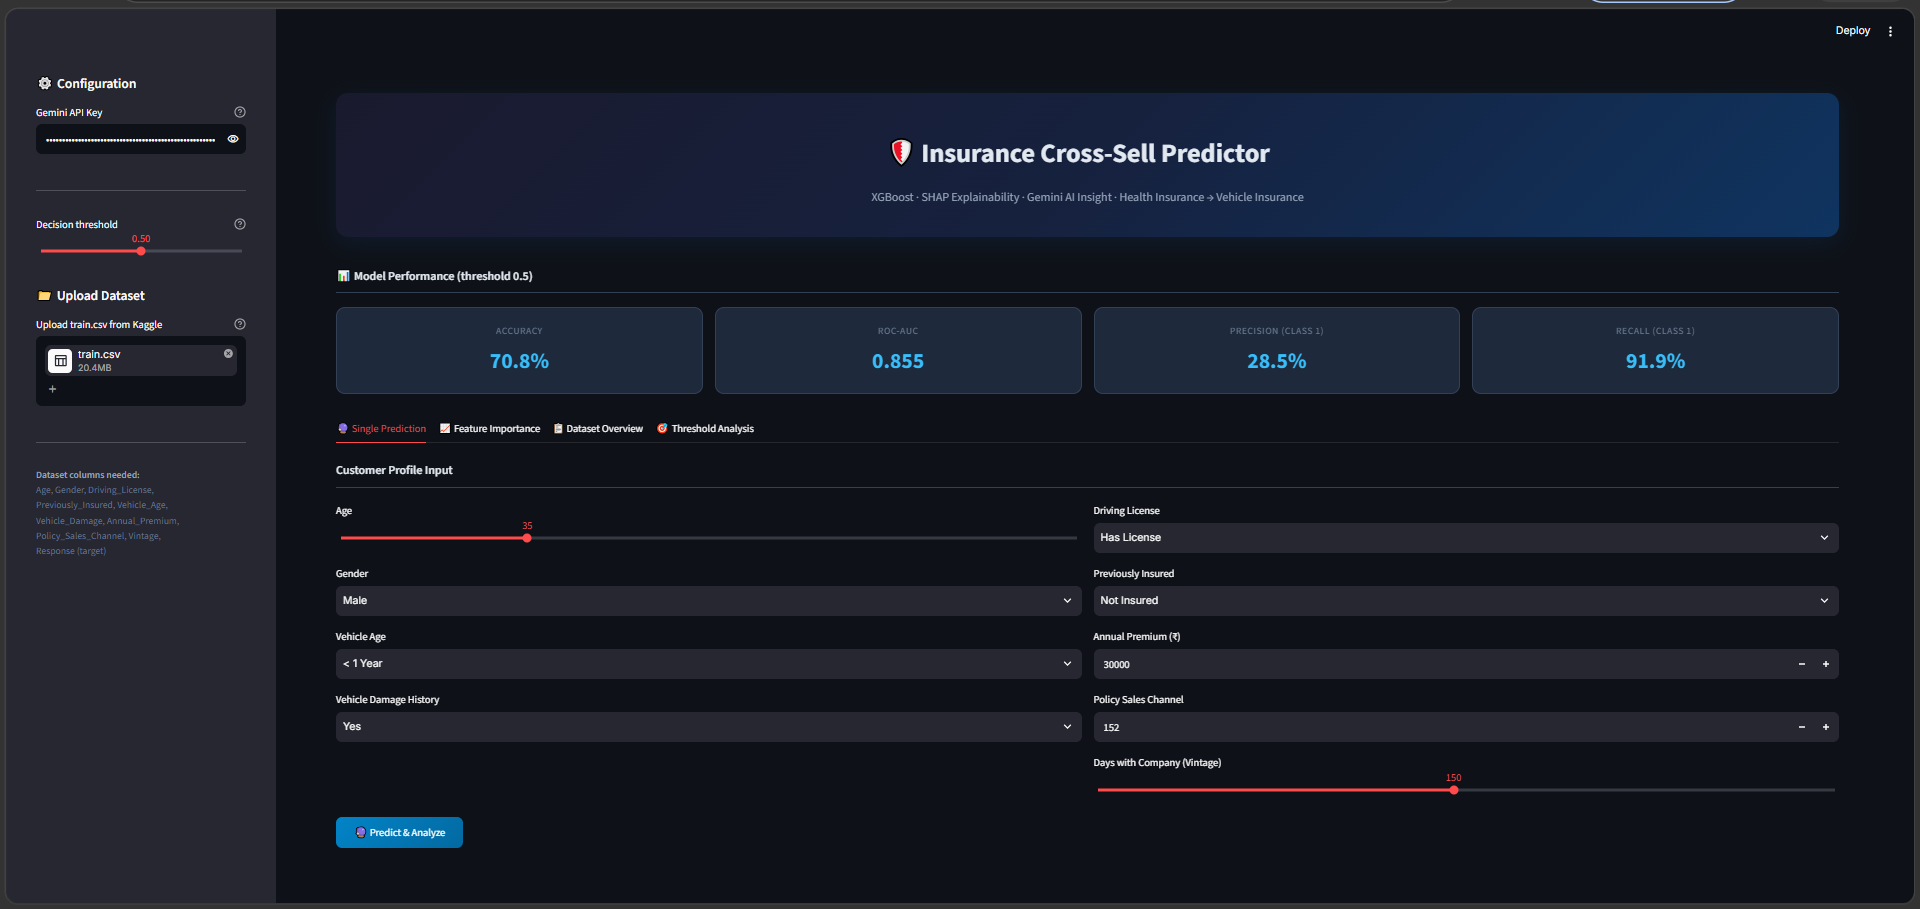 Deploy
Configuration
Gemini API Key
Decision threshold
0.50
Upload Dataset
Upload train.csv from Kaggle
train.csv
20.4MB
Dataset columns needed:
Age, Gender, Driving_License,
Previously_Insured, Vehicle_Age,
Vehicle_Damage, Annual_Premium,
Policy_Sales_Channel, Vintage,
Response (target)
Insurance Cross-Sell Predictor
XGBoost · SHAP Explainability · Gemini AI Insight · Health Insurance → Vehicle Insurance
Model Performance (threshold 0.5)
ACCURACY
70.8%
ROC-AUC
0.855
PRECISION (CLASS 1)
28.5%
RECALL (CLASS 1)
91.9%
Single Prediction Feature Importance Dataset Overview Threshold Analysis
Customer Profile Input
Age
35
Gender
Male
Vehicle Age
< 1 Year
Vehicle Damage History
Yes
Driving License
Has License
Previously Insured
Not Insured
Annual Premium (₹)
30000
Policy Sales Channel
152
Days with Company (Vintage)
150
Predict & Analyze